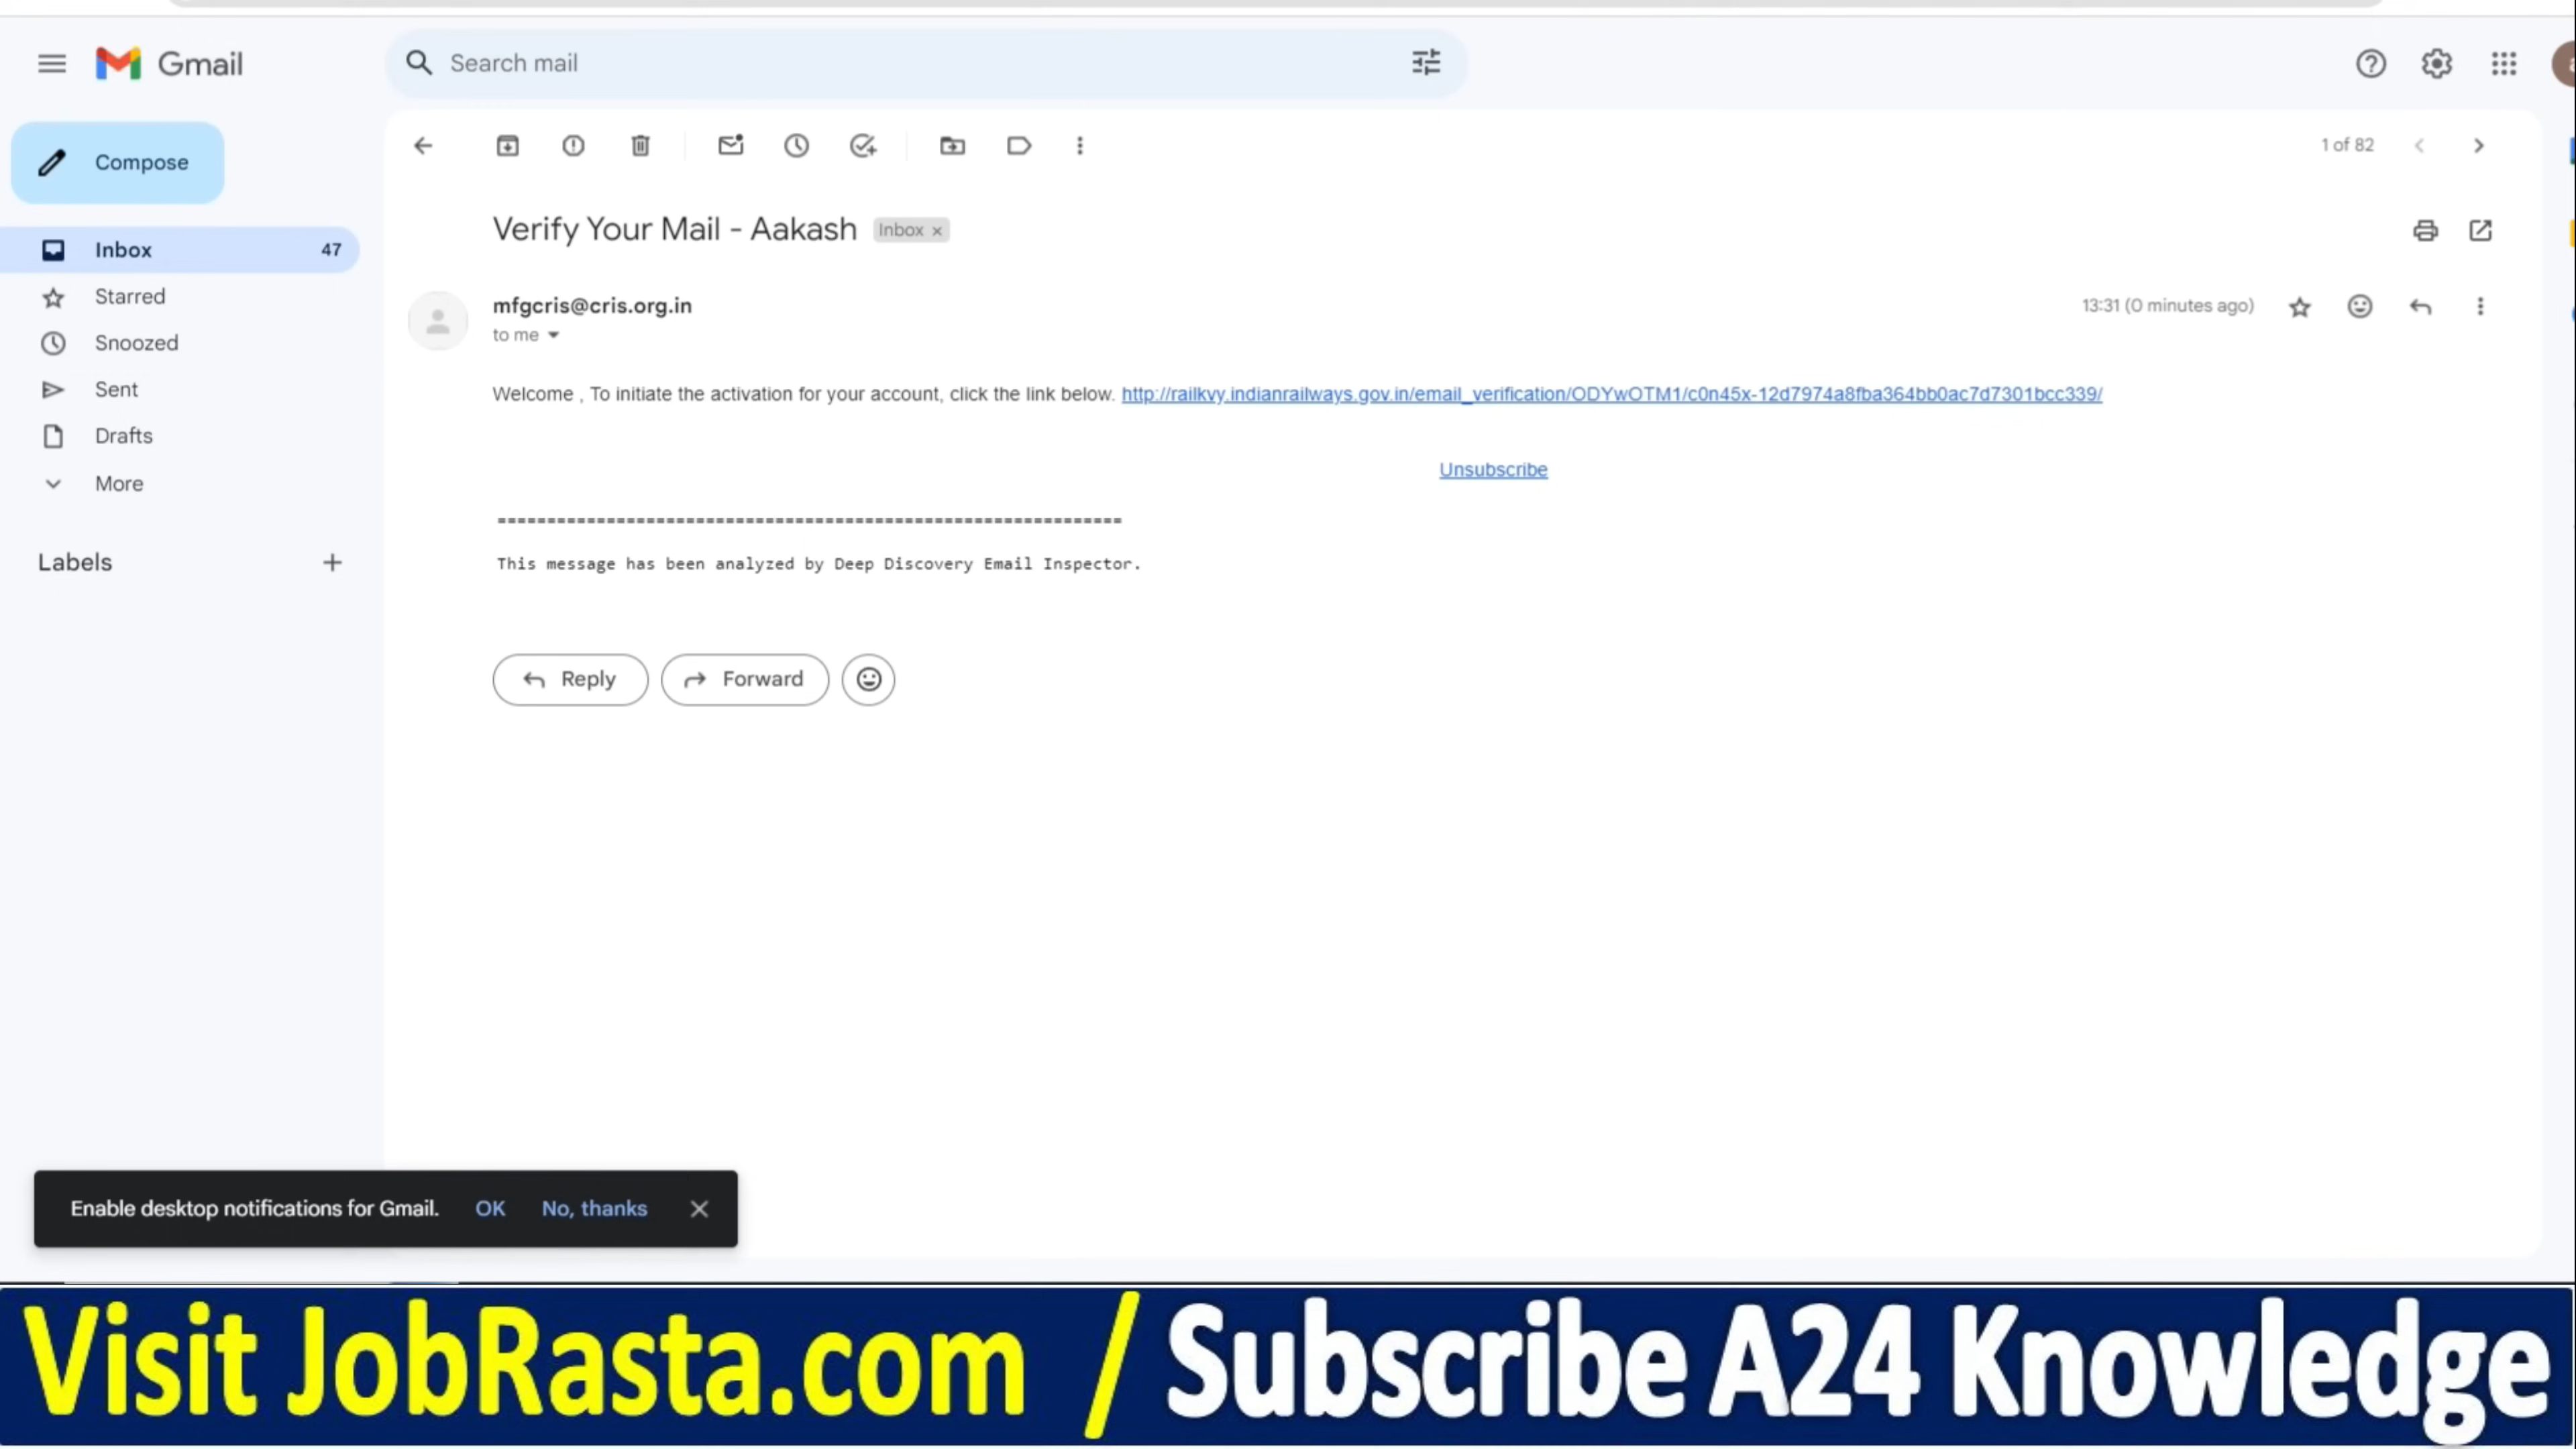 Gmail
Search mail
Compose
1 of 82
Verify Your Mail - Aakash Inbox ×
Inbox 47
mfgcris@cris.org.in
13:31 (0 minutes ago)
Starred
to me
Snoozed
Welcome , To initiate the activation for your account, click the link below. http://railkvy.indianrailways.gov.in/email_verification/ODYwOTM1/c0n45x-12d7974a8fba364bb0ac7d7301bcc339/
Sent
Drafts
Unsubscribe
More
===============================================================
This message has been analyzed by Deep Discovery Email Inspector.
Labels
Reply Forward
Enable desktop notifications for Gmail. OK No, thanks
Visit JobRasta.com / Subscribe A24 Knowledge